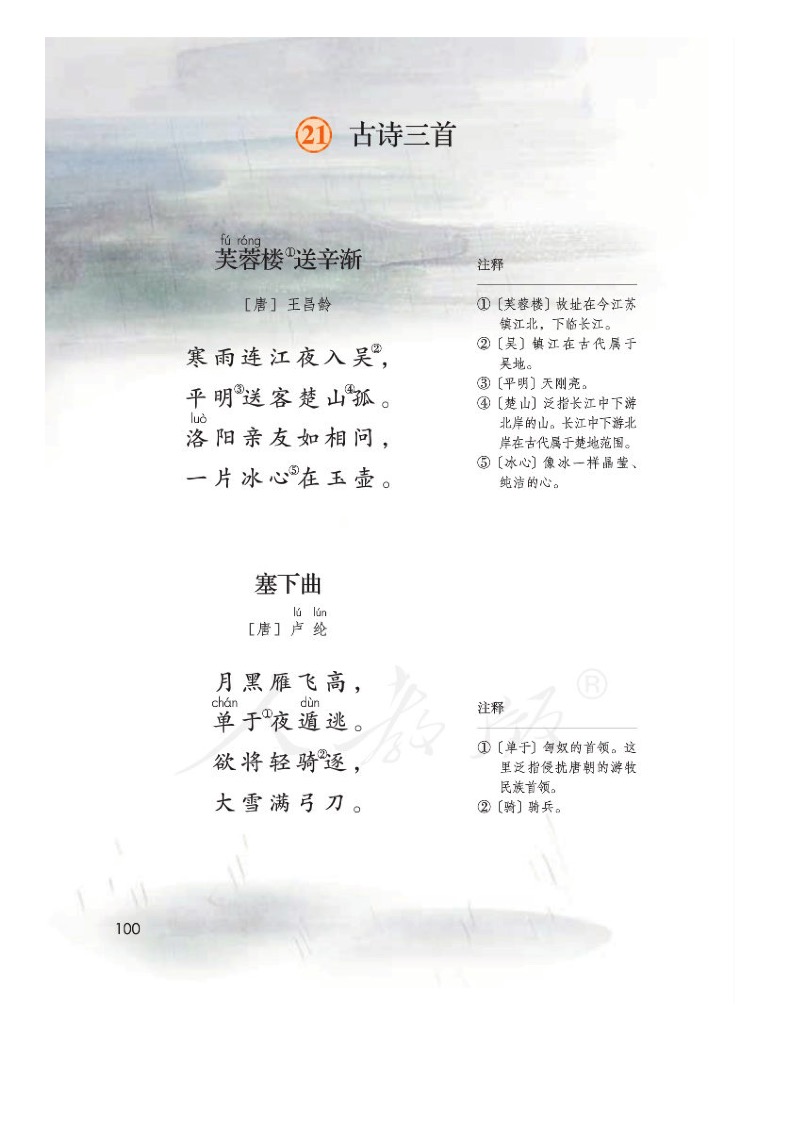 21 古诗三首
fú róng
芙蓉楼①送辛渐
［唐］王昌龄
寒雨连江夜入吴②，
平明③送客楚山④孤。
luò
洛阳亲友如相问，
一片冰心⑤在玉壶。
注释
①〔芙蓉楼〕故址在今江苏
镇江北，下临长江。
②〔吴〕镇江在古代属于
吴地。
③〔平明〕天刚亮。
④〔楚山〕泛指长江中下游
北岸的山。长江中下游北
岸在古代属于楚地范围。
⑤〔冰心〕像冰一样晶莹、
纯洁的心。
塞下曲
lú lún
［唐］卢纶
月黑雁飞高，
chán dùn
单于①夜遁逃。
欲将轻骑②逐，
大雪满弓刀。
注释
①〔单于〕匈奴的首领。这
里泛指侵扰唐朝的游牧
民族首领。
②〔骑〕骑兵。
人教版®
100